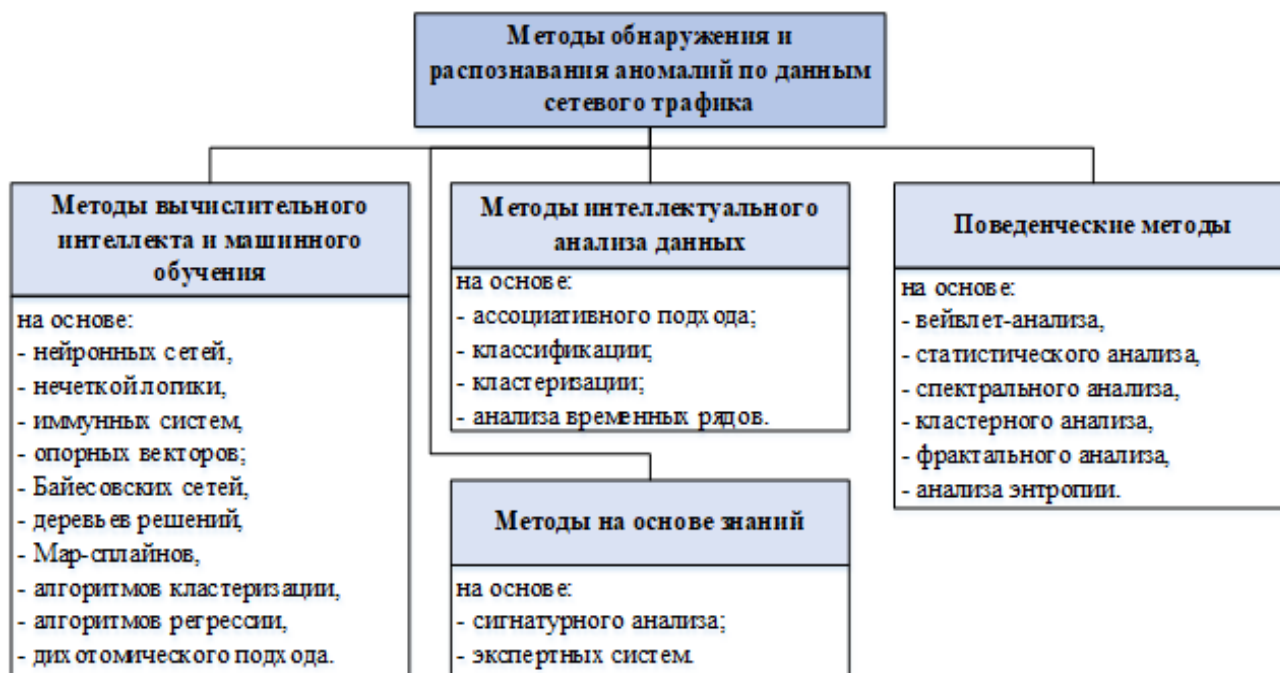 Методы обнаружения и
распознавания аномалий по данным
сетевого трафика
Методы вычислительного
интеллекта и машинного
обучения
на основе:
- нейронных сетей,
- нечеткой логики,
- иммунных систем,
- опорных векторов;
- Байесовских сетей,
- деревьев решений,
- Мар-сплайнов,
- алгоритмов кластеризации,
- алгоритмов регрессии,
- дихотомического подхода.
Методы интеллектуального
анализа данных
на основе:
- ассоциативного подхода;
- классификации;
- кластеризации;
- анализа временных рядов.
Методы на основе знаний
на основе:
- сигнатурного анализа;
- экспертных систем.
Поведенческие методы
на основе:
- вейвлет-анализа,
- статистического анализа,
- спектрального анализа,
- кластерного анализа,
- фрактального анализа,
- анализа энтропии.